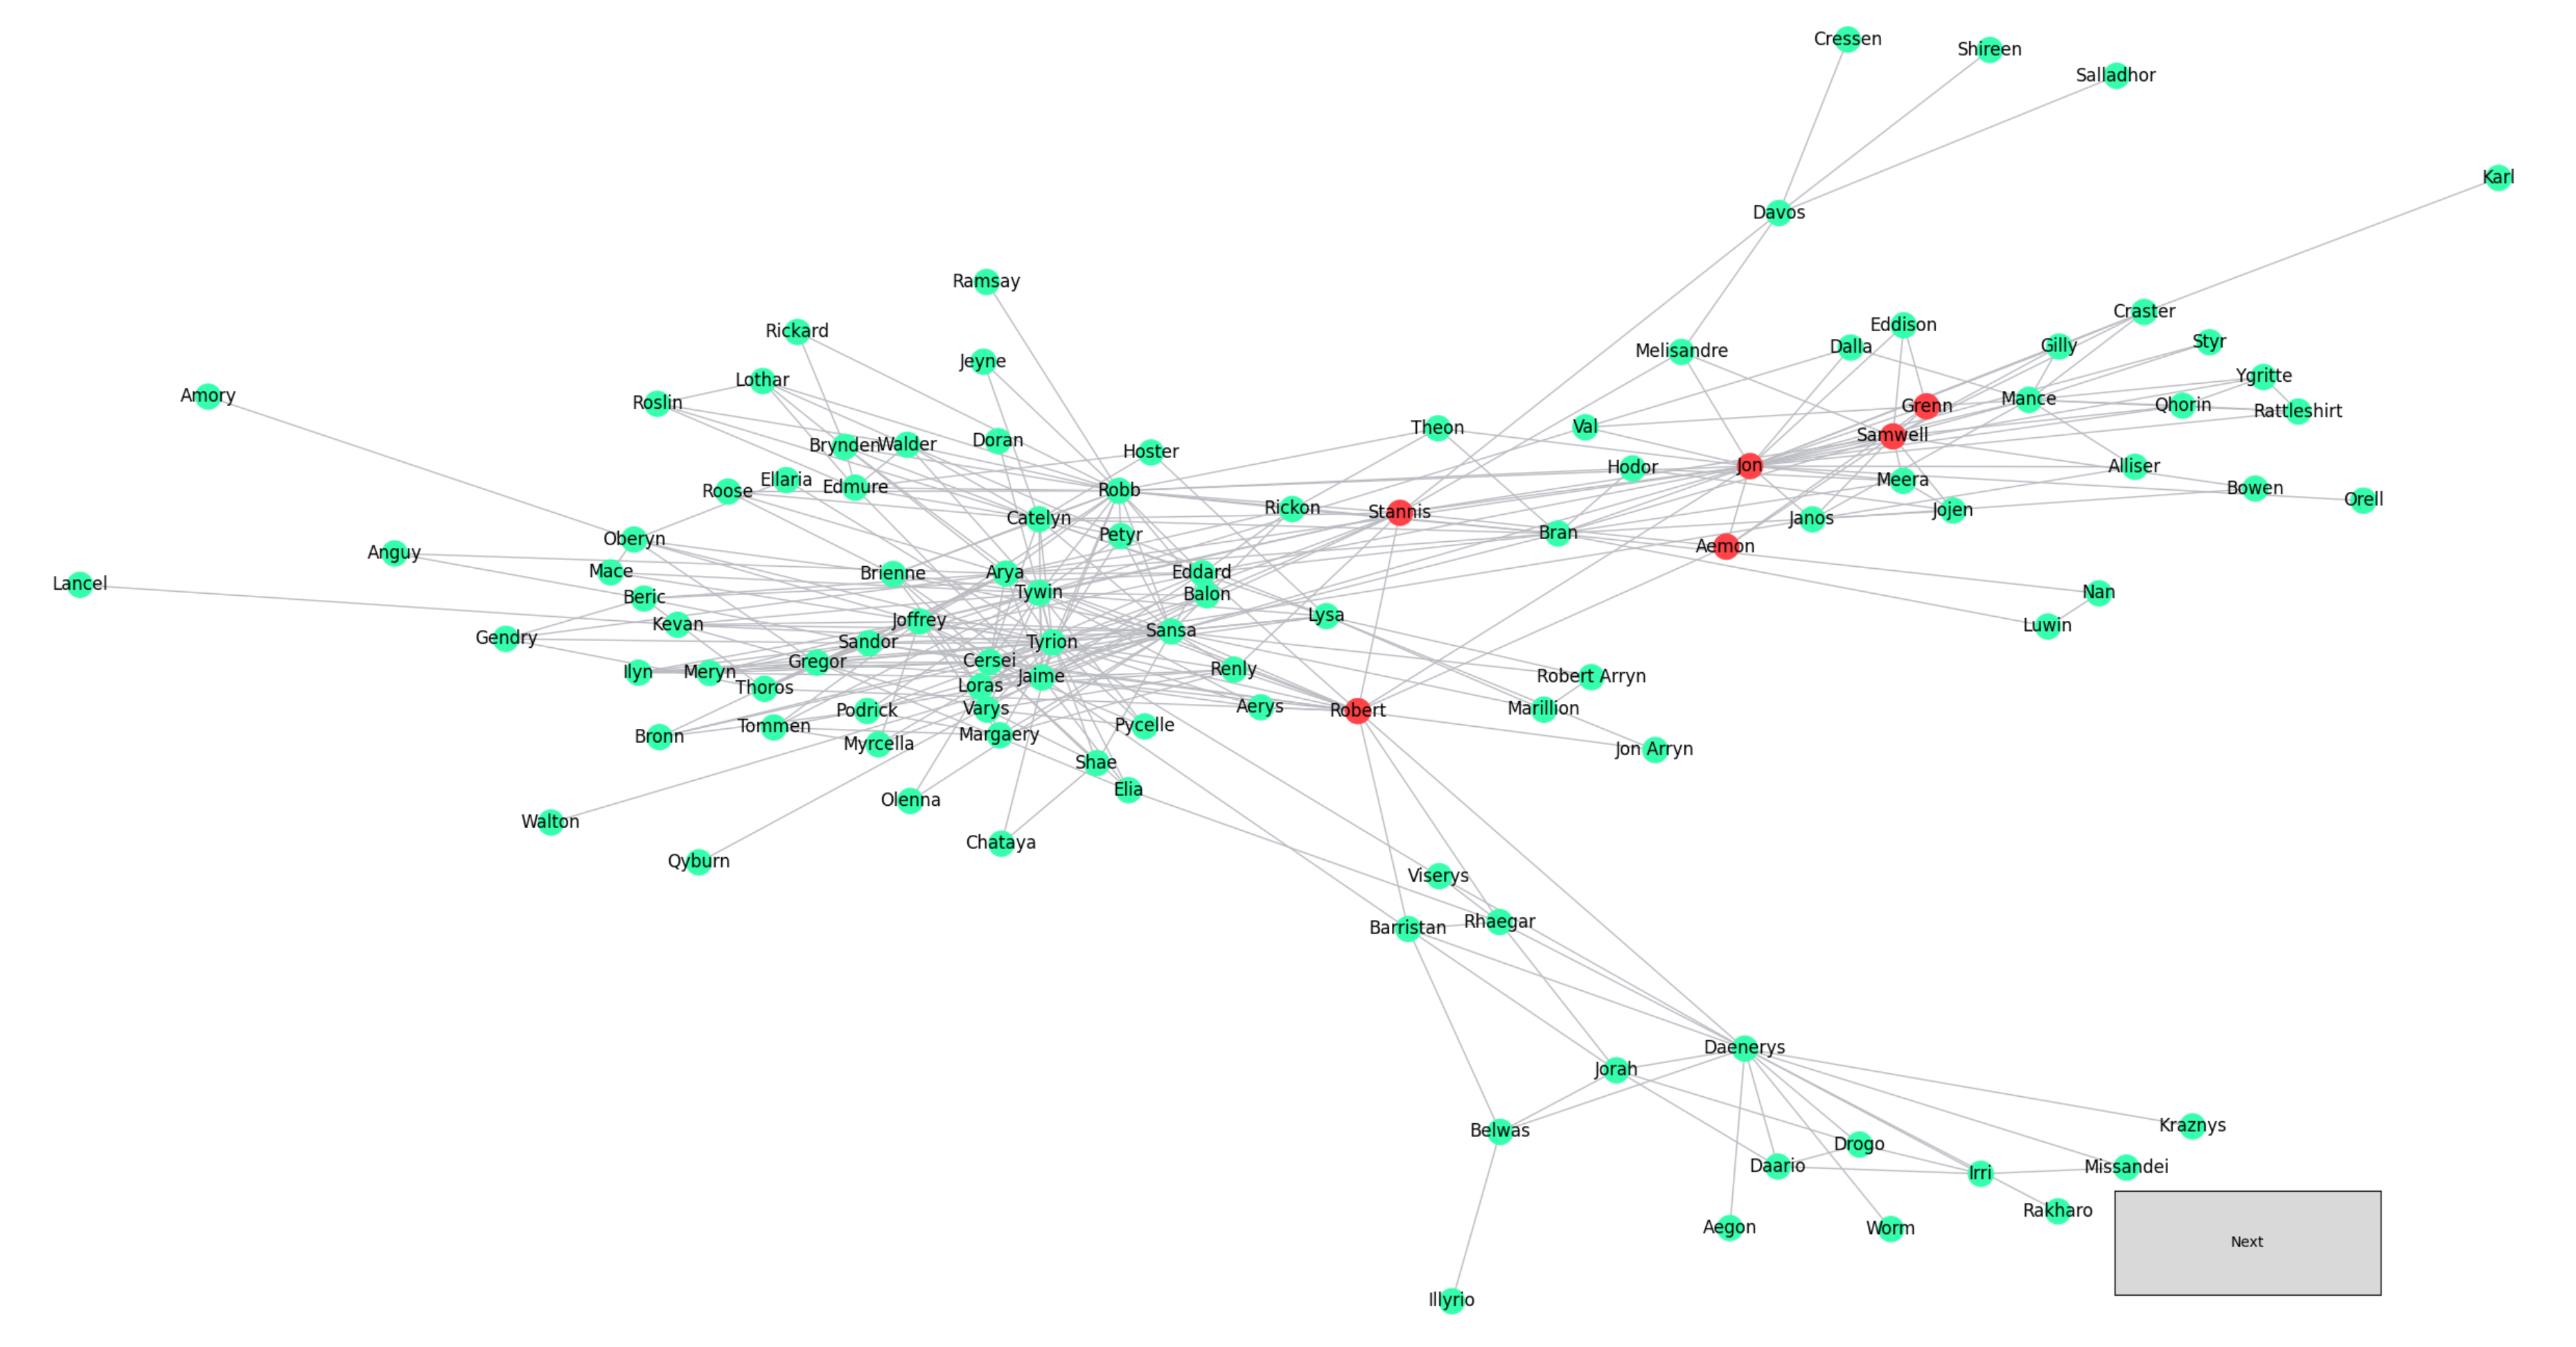 Cressen
Shireen
Salladhor
Karl
Davos
Ramsay
Craster
Rickard
Eddison
Styr
Gilly
Dalla
Melisandre
Jeyne
Ygritte
Lothar
Amory
Mance
Roslin
Qhorin
Grenn
Rattleshirt
Val
Theon
Samwell
Doran
Brynden
Walder
Hoster
Jon
Alliser
Hodor
Ellaria
Meera
Edmure
Bowen
Robb
Roose
Orell
Rickon
Jojen
Stannis
Catelyn
Janos
Bran
Petyr
Oberyn
Aemon
Anguy
Mace
Brienne
Arya
Eddard
Lancel
Tywin
Nan
Balon
Beric
Lysa
Joffrey
Kevan
Luwin
Sansa
Gendry
Sandor
Tyrion
Gregor
Cersei
Renly
Ilyn
Meryn
Jaime
Robert Arryn
Loras
Thoros
Aerys
Marillion
Varys
Podrick
Robert
Pycelle
Tommen
Margaery
Bronn
Myrcella
Jon Arryn
Shae
Elia
Olenna
Walton
Chataya
Qyburn
Viserys
Rhaegar
Barristan
Daenerys
Jorah
Kraznys
Belwas
Drogo
Daario
Missandei
Irri
Rakharo
Aegon
Worm
Next
Illyrio